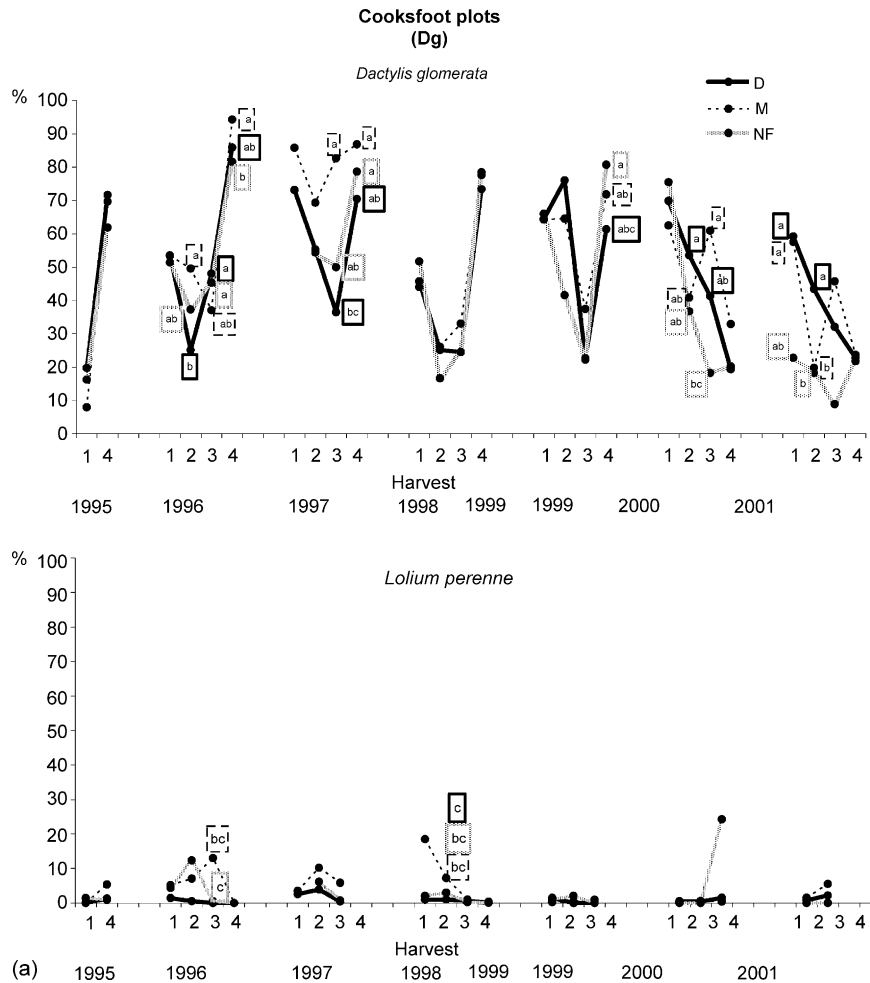 Cooksfoot plots
(Dg)
Dactylis glomerata
%
D
M
NF
100
90
80
70
60
50
40
30
20
10
0
a
ab
b
a
ab
b
a
a
ab
a
a
a
ab
ab
bc
a
ab
abc
a
a
ab
ab
ab
bc
a
a
a
ab
b
b
1 4 1 2 3 4 1 2 3 4 1 2 3 4 1 2 3 4 1 2 3 4 1 2 3 4
Harvest
1995 1996 1997 1998 1999 1999 2000 2001
%
Lolium perenne
100
90
80
70
60
50
40
30
20
10
0
bc
c
c
bc
bc
1 4 1 2 3 4 1 2 3 4 1 2 3 4 1 2 3 4 1 2 3 4 1 2 3 4
Harvest
(a) 1995 1996 1997 1998 1999 1999 2000 2001